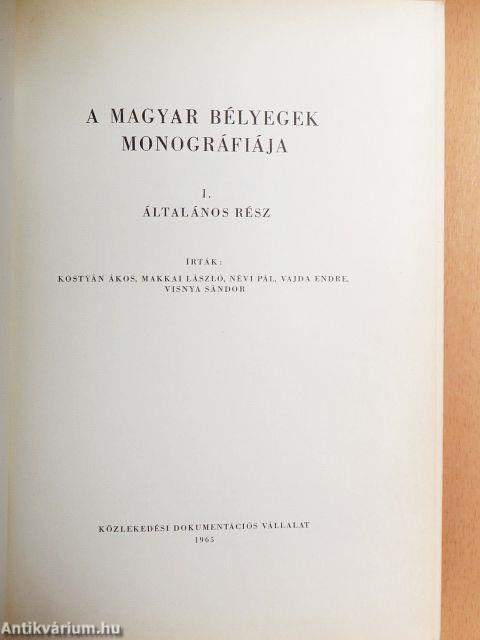 A MAGYAR BÉLYEGEK
MONOGRÁFIÁJA
I.
ÁLTALÁNOS RÉSZ
ÍRTÁK:
KOSTYÁN ÁKOS, MAKKAI LÁSZLÓ, NÉVI PÁL, VAJDA ENDRE,
VISNYA SÁNDOR
KÖZLEKEDÉSI DOKUMENTÁCIÓS VÁLLALAT
1965
Antikvárium.hu